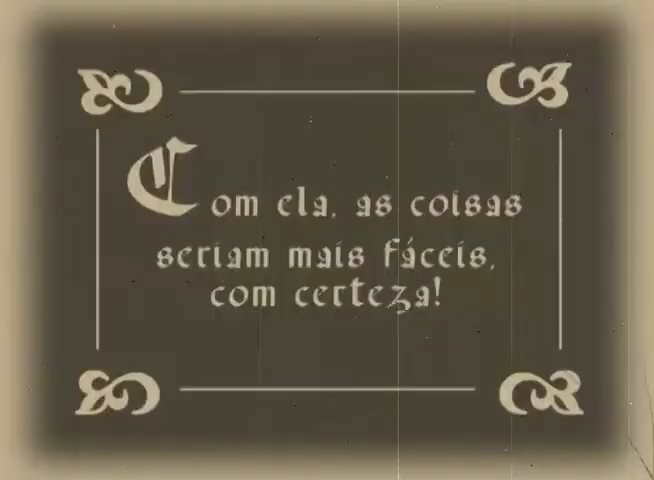 Com ela, as coisas
seriam mais fáceis,
com certeza!